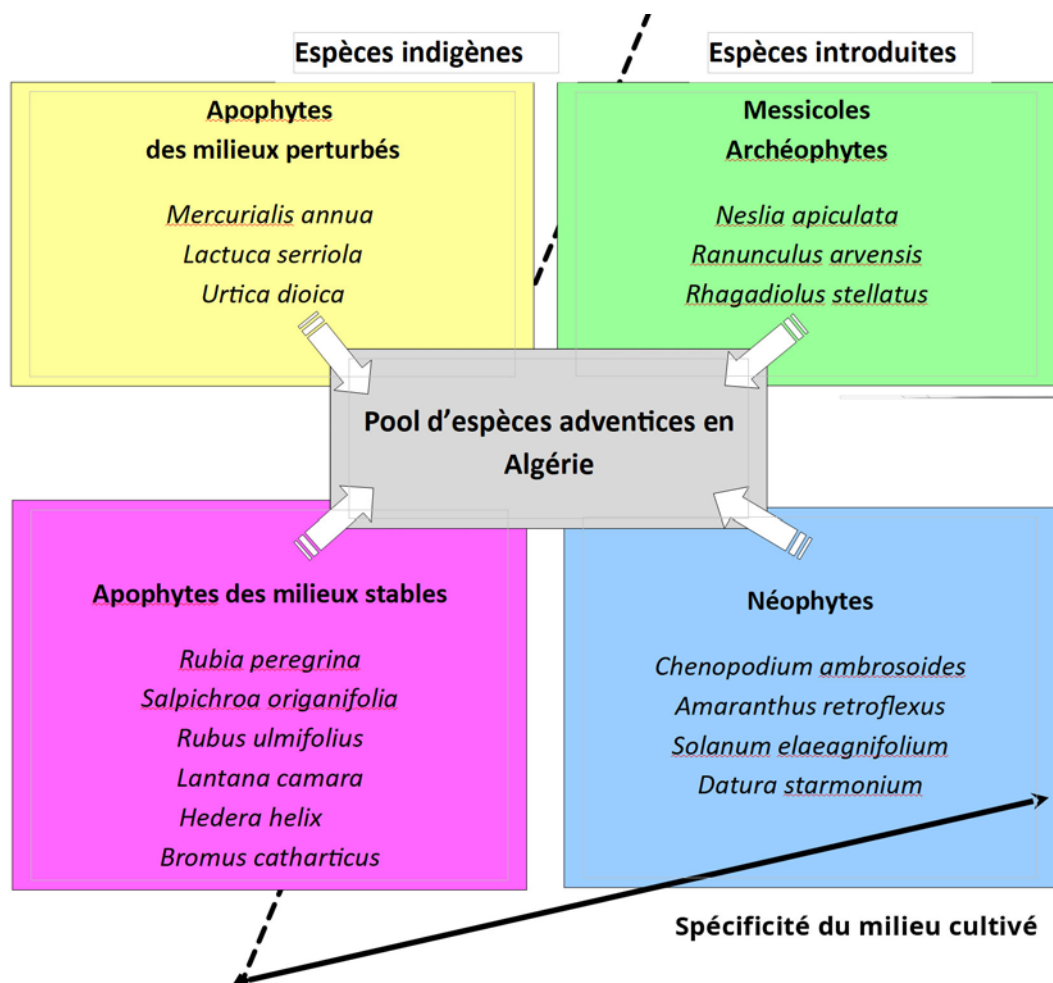 Espèces indigènes
Espèces introduites
Apophytes
des milieux perturbés
Mercurialis annua
Lactuca serriola
Urtica dioica
Messicoles
Archéophytes
Neslia apiculata
Ranunculus arvensis
Rhagadiolus stellatus
Pool d'espèces adventices en
Algérie
Apophytes des milieux stables
Rubia peregrina
Salpichroa origanifolia
Rubus ulmifolius
Lantana camara
Hedera helix
Bromus catharticus
Néophytes
Chenopodium ambrosoides
Amaranthus retroflexus
Solanum elaeagnifolium
Datura starmonium
Spécificité du milieu cultivé